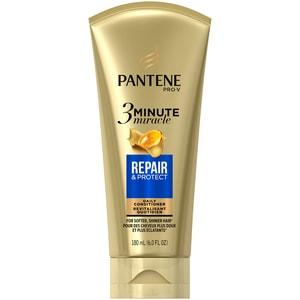 PANTENE
PRO-V
3 MINUTE
miracle
REPAIR
& PROTECT
DAILY
CONDITIONER
REVITALISANT
QUOTIDIEN
FOR SOFTER, SHINIER HAIR*
POUR DES CHEVEUX PLUS DOUX
ET PLUS ÉCLATANTS*
180 mL (6.0 FL OZ)